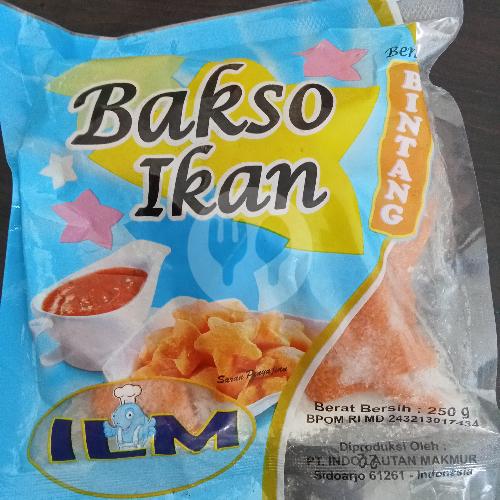 Bakso
Ikan
BINTANG
Saran Penyajian
ILM
Berat Bersih : 250 g
BPOM RI MD 243213017434
Diproduksi Oleh :
PT. INDO LAUTAN MAKMUR
Sidoarjo 61261 - Indonesia